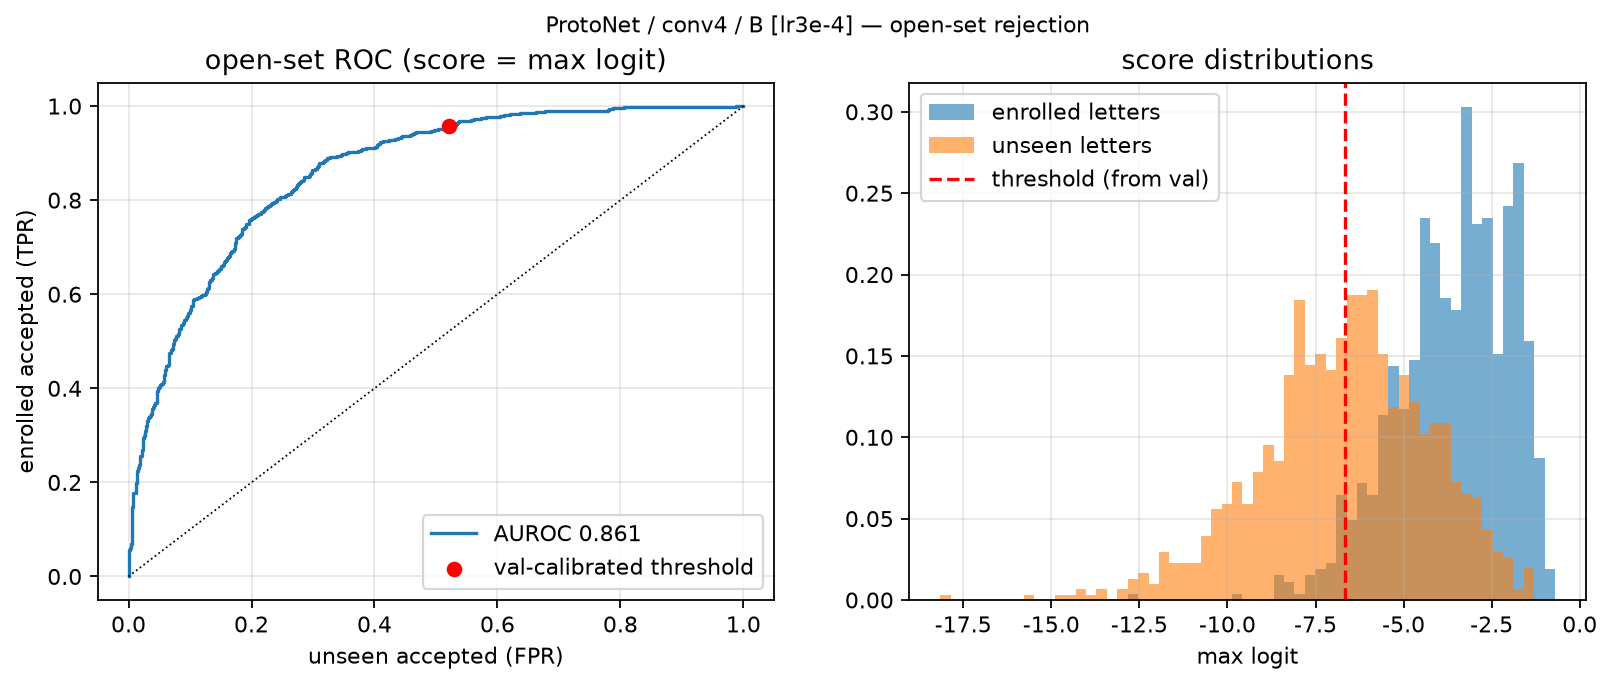 ProtoNet / conv4 / B [lr3e-4] — open-set rejection
open-set ROC (score = max logit)
1.0
0.8
0.6
0.4
0.2
0.0
enrolled accepted (TPR)
AUROC 0.861
val-calibrated threshold
0.0 0.2 0.4 0.6 0.8 1.0
unseen accepted (FPR)
score distributions
enrolled letters
unseen letters
threshold (from val)
0.30
0.25
0.20
0.15
0.10
0.05
0.00
-17.5 -15.0 -12.5 -10.0 -7.5 -5.0 -2.5 0.0
max logit